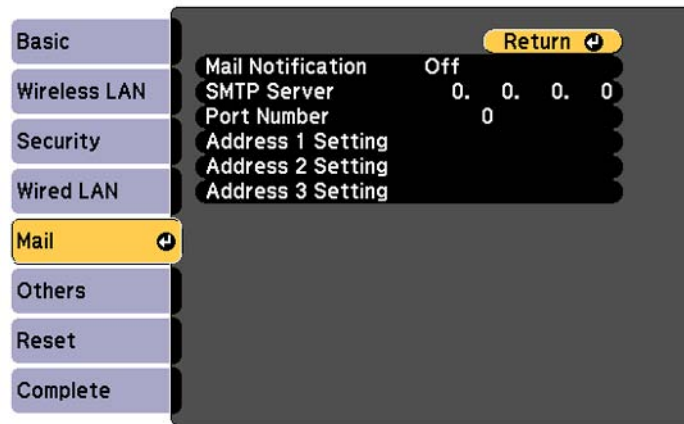 Basic
Wireless LAN
Security
Wired LAN
Mail
Others
Reset
Complete
Return
Mail Notification Off
SMTP Server 0. 0. 0. 0
Port Number 0
Address 1 Setting
Address 2 Setting
Address 3 Setting